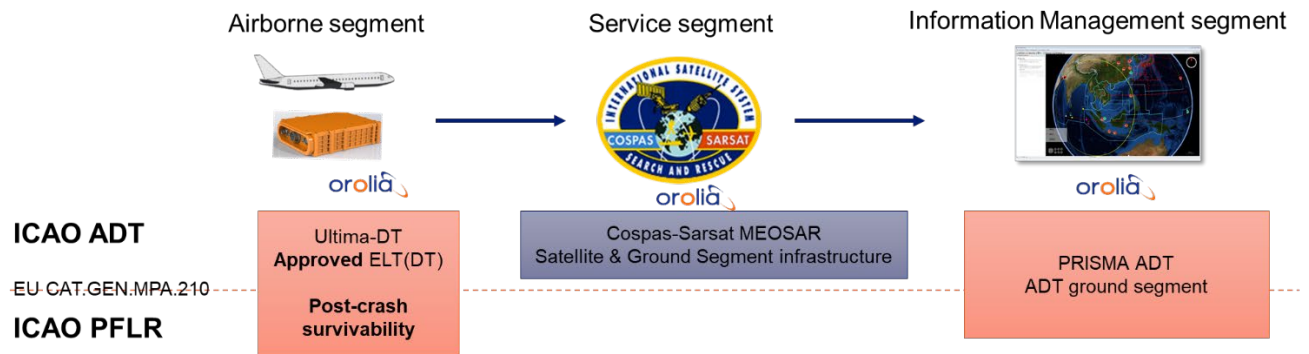 Airborne segment
Service segment
Information Management segment
INTERNATIONAL SATELLITE SYSTEM
COSPAS SARSAT
SEARCH AND RESCUE
orolia
orolia
orolia
ICAO ADT
Ultima-DT
Approved ELT(DT)
Cospas-Sarsat MEOSAR
Satellite & Ground Segment infrastructure
PRISMA ADT
ADT ground segment
EU CAT.GEN.MPA.210
Post-crash
survivability
ICAO PFLR